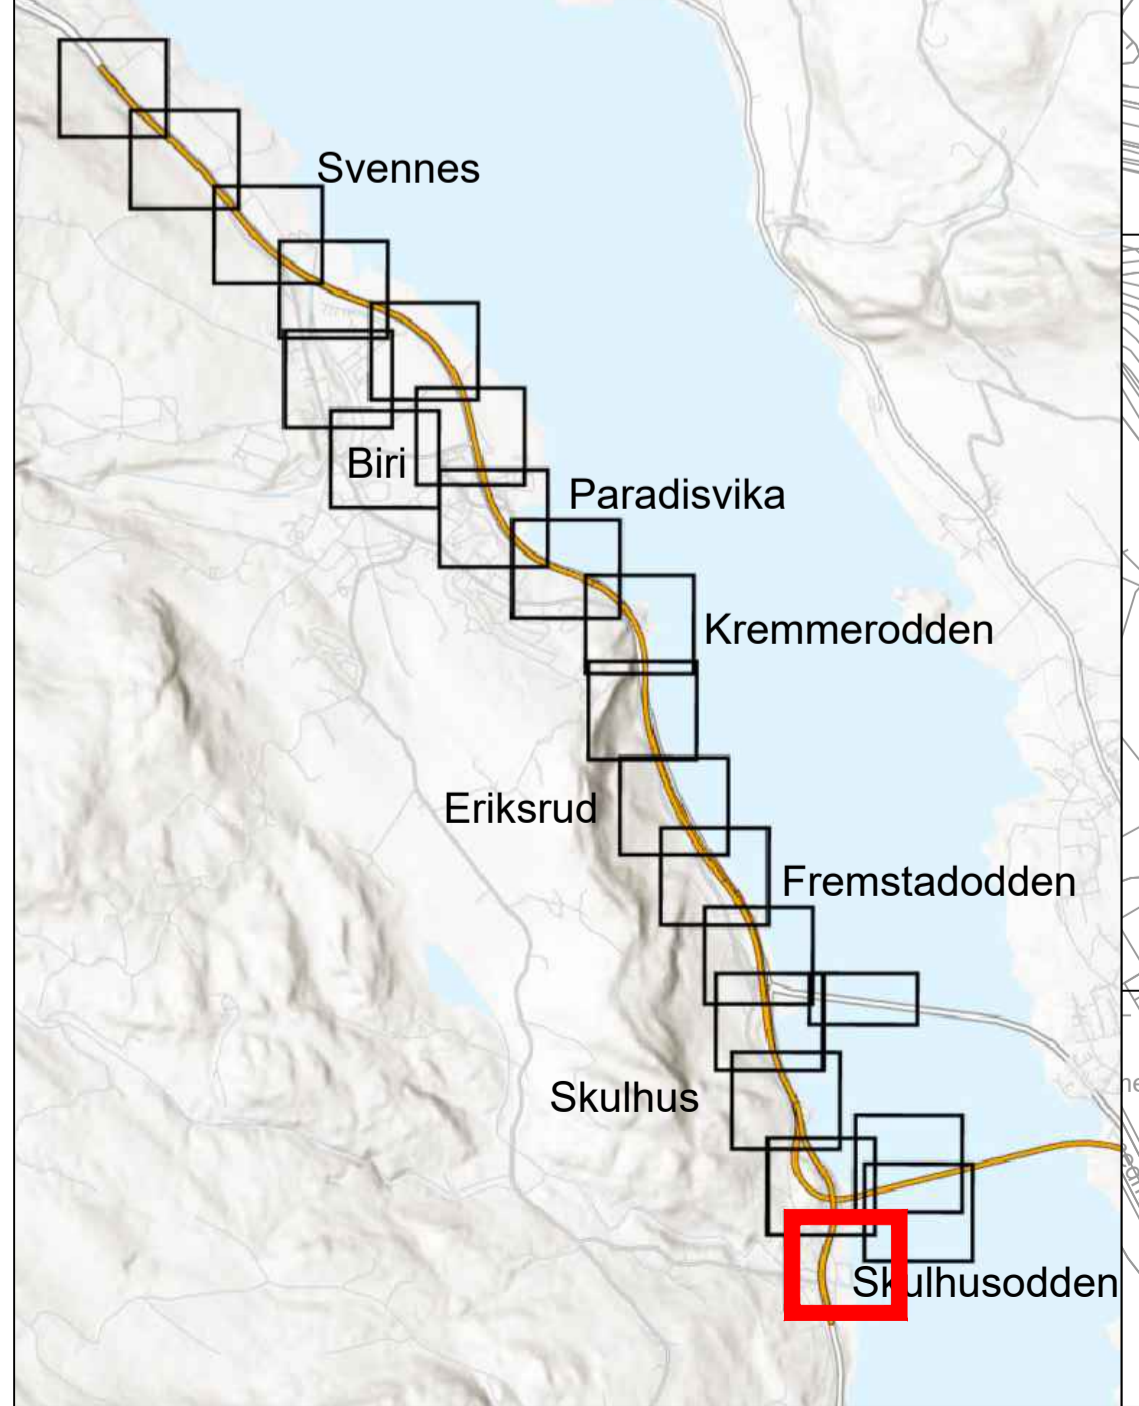 Svennes
Biri
Paradisvika
Kremmerodden
Eriksrud
Fremstadodden
Skulhus
Skulhusodden